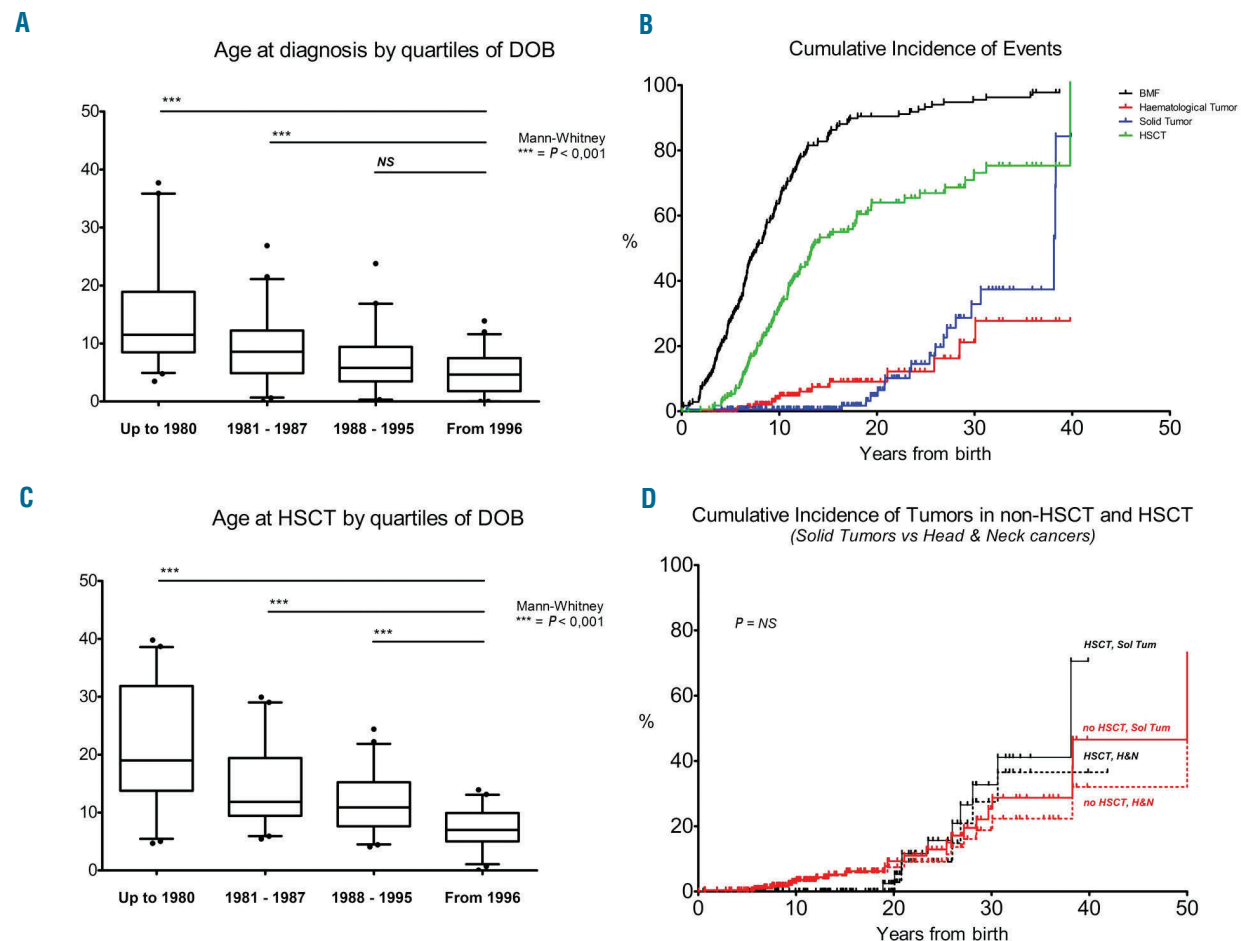 A
Age at diagnosis by quartiles of DOB
***
50
***
Mann-Whitney
*** = P < 0,001
NS
40
30
20
10
0
Up to 1980
1981 - 1987
1988 - 1995
From 1996
B
Cumulative Incidence of Events
100
80
60
%
40
20
0
0
10
20
30
40
50
Years from birth
BMF
Haematological Tumor
Solid Tumor
HSCT
C
Age at HSCT by quartiles of DOB
***
50
***
Mann-Whitney
*** = P < 0,001
***
40
30
20
10
0
Up to 1980
1981 - 1987
1988 - 1995
From 1996
D
Cumulative Incidence of Tumors in non-HSCT and HSCT
(Solid Tumors vs Head & Neck cancers)
100
80
P = NS
HSCT, Sol Tum
60
%
no HSCT, Sol Tum
HSCT, H&N
40
no HSCT, H&N
20
0
0
10
20
30
40
50
Years from birth